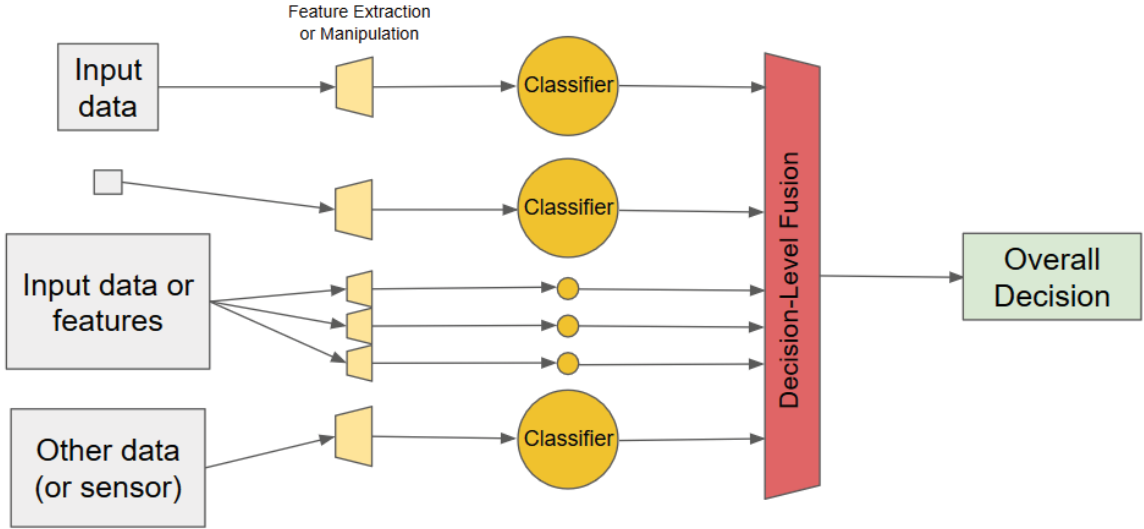 Feature Extraction
or Manipulation
Input
data
Classifier
Classifier
Input data or
features
Other data
(or sensor)
Classifier
Decision-Level Fusion
Overall
Decision